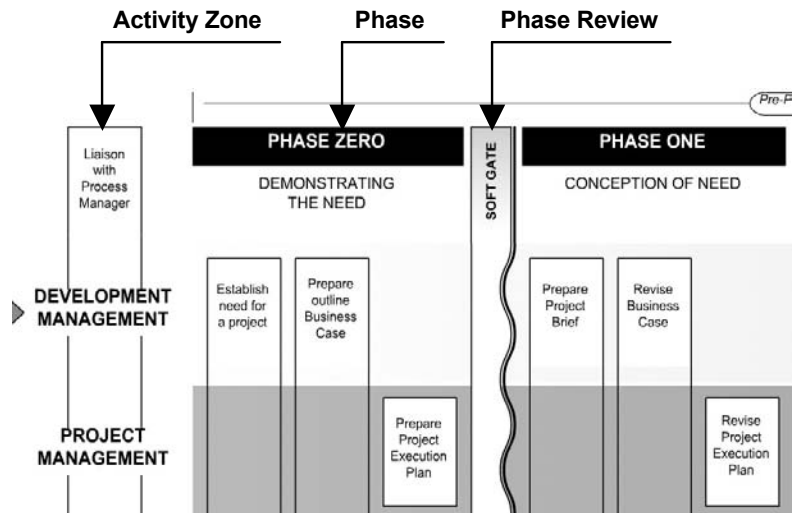 Activity Zone
Phase
Phase Review
Pre-P
PHASE ZERO
PHASE ONE
Liaison
with
Process
Manager
DEMONSTRATING
THE NEED
SOFT GATE
CONCEPTION OF NEED
DEVELOPMENT
MANAGEMENT
Establish
need for
a project
Prepare
outline
Business
Case
Prepare
Project
Brief
Revise
Business
Case
PROJECT
MANAGEMENT
Prepare
Project
Execution
Plan
Revise
Project
Execution
Plan